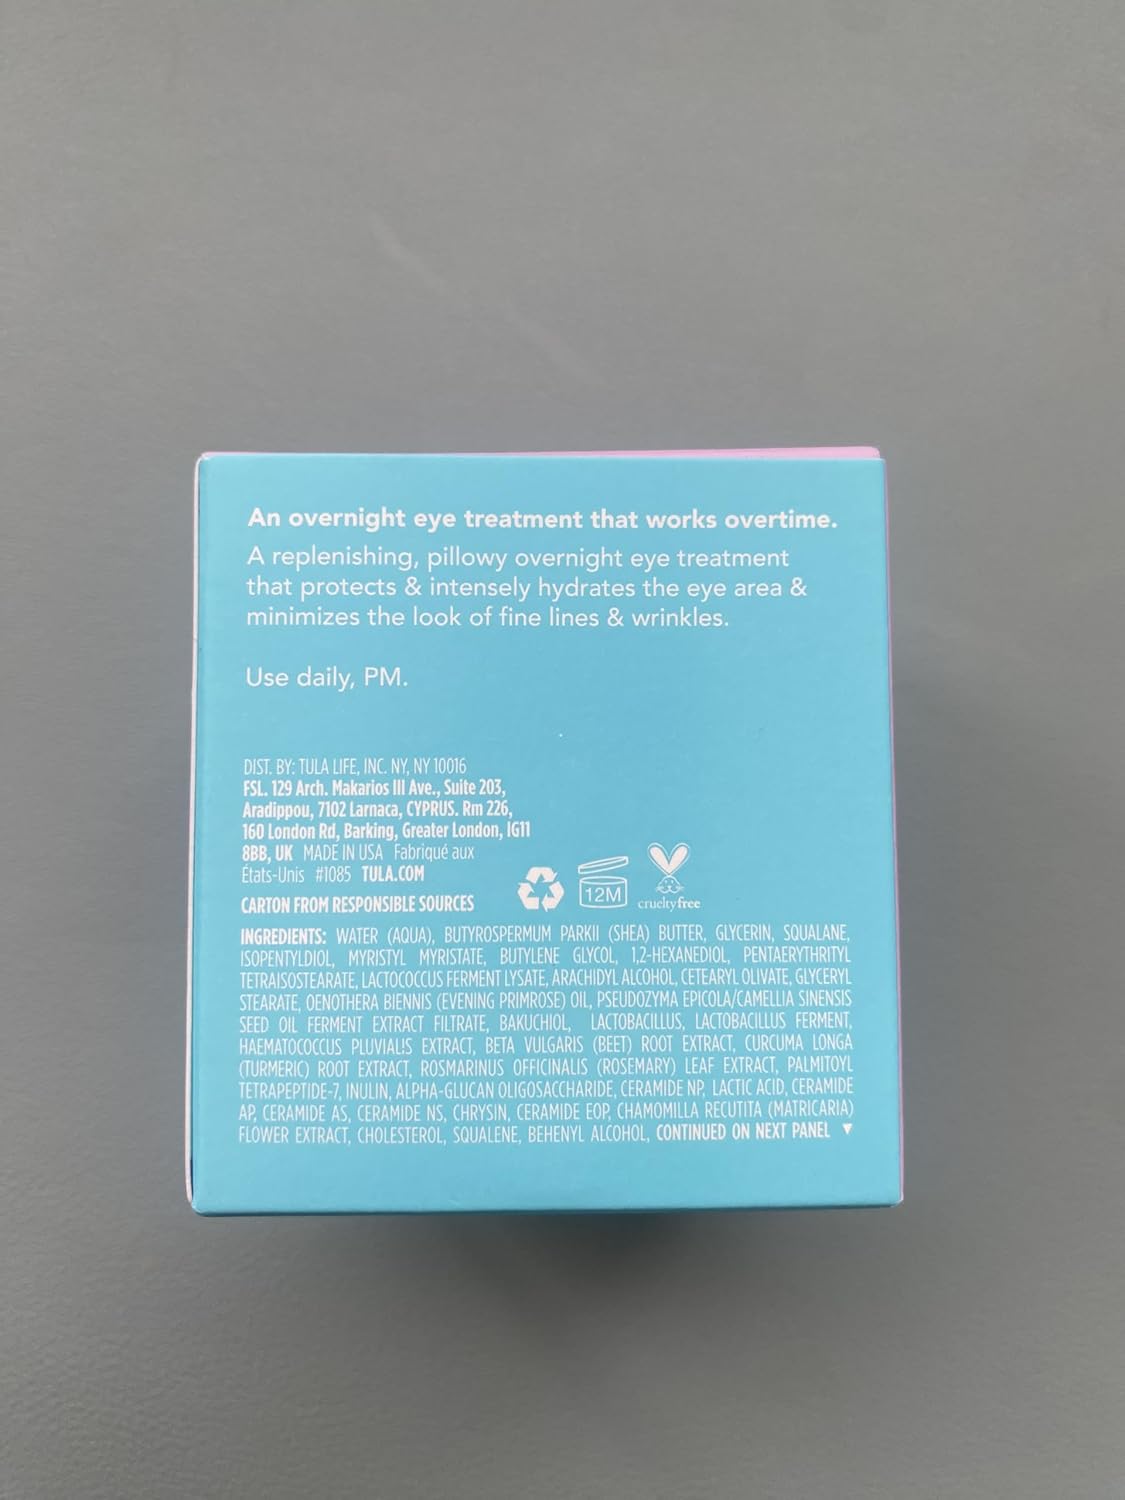 An overnight eye treatment that works overtime.
A replenishing, pillowy overnight eye treatment
that protects & intensely hydrates the eye area &
minimizes the look of fine lines & wrinkles.
Use daily, PM.
DIST. BY: TULA LIFE, INC. NY, NY 10016
FSL. 129 Arch. Makarios III Ave., Suite 203,
Aradippou, 7102 Larnaca, CYPRUS. Rm 226,
160 London Rd, Barking, Greater London, IG11
8BB, UK MADE IN USA Fabriqué aux
États-Unis #1085 TULA.COM
CARTON FROM RESPONSIBLE SOURCES
12M
crueltyfree
INGREDIENTS: WATER (AQUA), BUTYROSPERMUM PARKII (SHEA) BUTTER, GLYCERIN, SQUALANE,
ISOPENTYLDIOL, MYRISTYL MYRISTATE, BUTYLENE GLYCOL, 1,2-HEXANEDIOL, PENTAERYTHRITYL
TETRAISOSTEARATE, LACTOCOCCUS FERMENT LYSATE, ARACHIDYL ALCOHOL, CETEARYL OLIVATE, GLYCERYL
STEARATE, OENOTHERA BIENNIS (EVENING PRIMROSE) OIL, PSEUDOZYMA EPICOLA/CAMELLIA SINENSIS
SEED OIL FERMENT EXTRACT FILTRATE, BAKUCHIOL, LACTOBACILLUS, LACTOBACILLUS FERMENT,
HAEMATOCOCCUS PLUVIALIS EXTRACT, BETA VULGARIS (BEET) ROOT EXTRACT, CURCUMA LONGA
(TURMERIC) ROOT EXTRACT, ROSMARINUS OFFICINALIS (ROSEMARY) LEAF EXTRACT, PALMITOYL
TETRAPEPTIDE-7, INULIN, ALPHA-GLUCAN OLIGOSACCHARIDE, CERAMIDE NP, LACTIC ACID, CERAMIDE
AP, CERAMIDE AS, CERAMIDE NS, CHRYSIN, CERAMIDE EOP, CHAMOMILLA RECUTITA (MATRICARIA)
FLOWER EXTRACT, CHOLESTEROL, SQUALENE, BEHENYL ALCOHOL, CONTINUED ON NEXT PANEL ▼